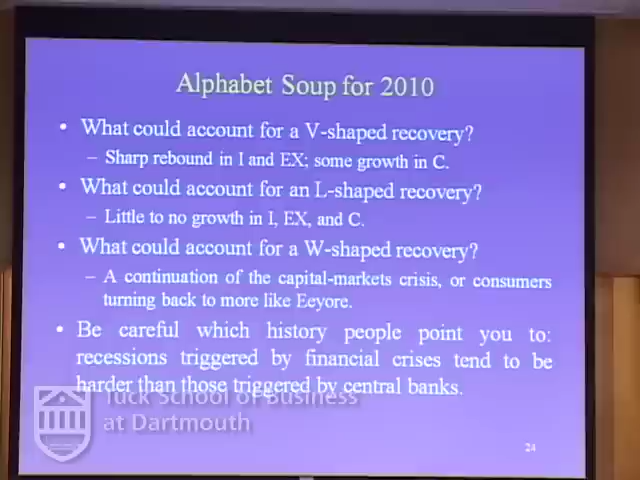 Alphabet Soup for 2010
• What could account for a V-shaped recovery?
– Sharp rebound in I and EX; some growth in C.
• What could account for an L-shaped recovery?
– Little to no growth in I, EX, and C.
• What could account for a W-shaped recovery?
– A continuation of the capital-markets crisis, or consumers
turning back to more like Eeyore.
• Be careful which history people point you to:
recessions triggered by financial crises tend to be
harder than those triggered by central banks.
Tuck School of Business
at Dartmouth
24